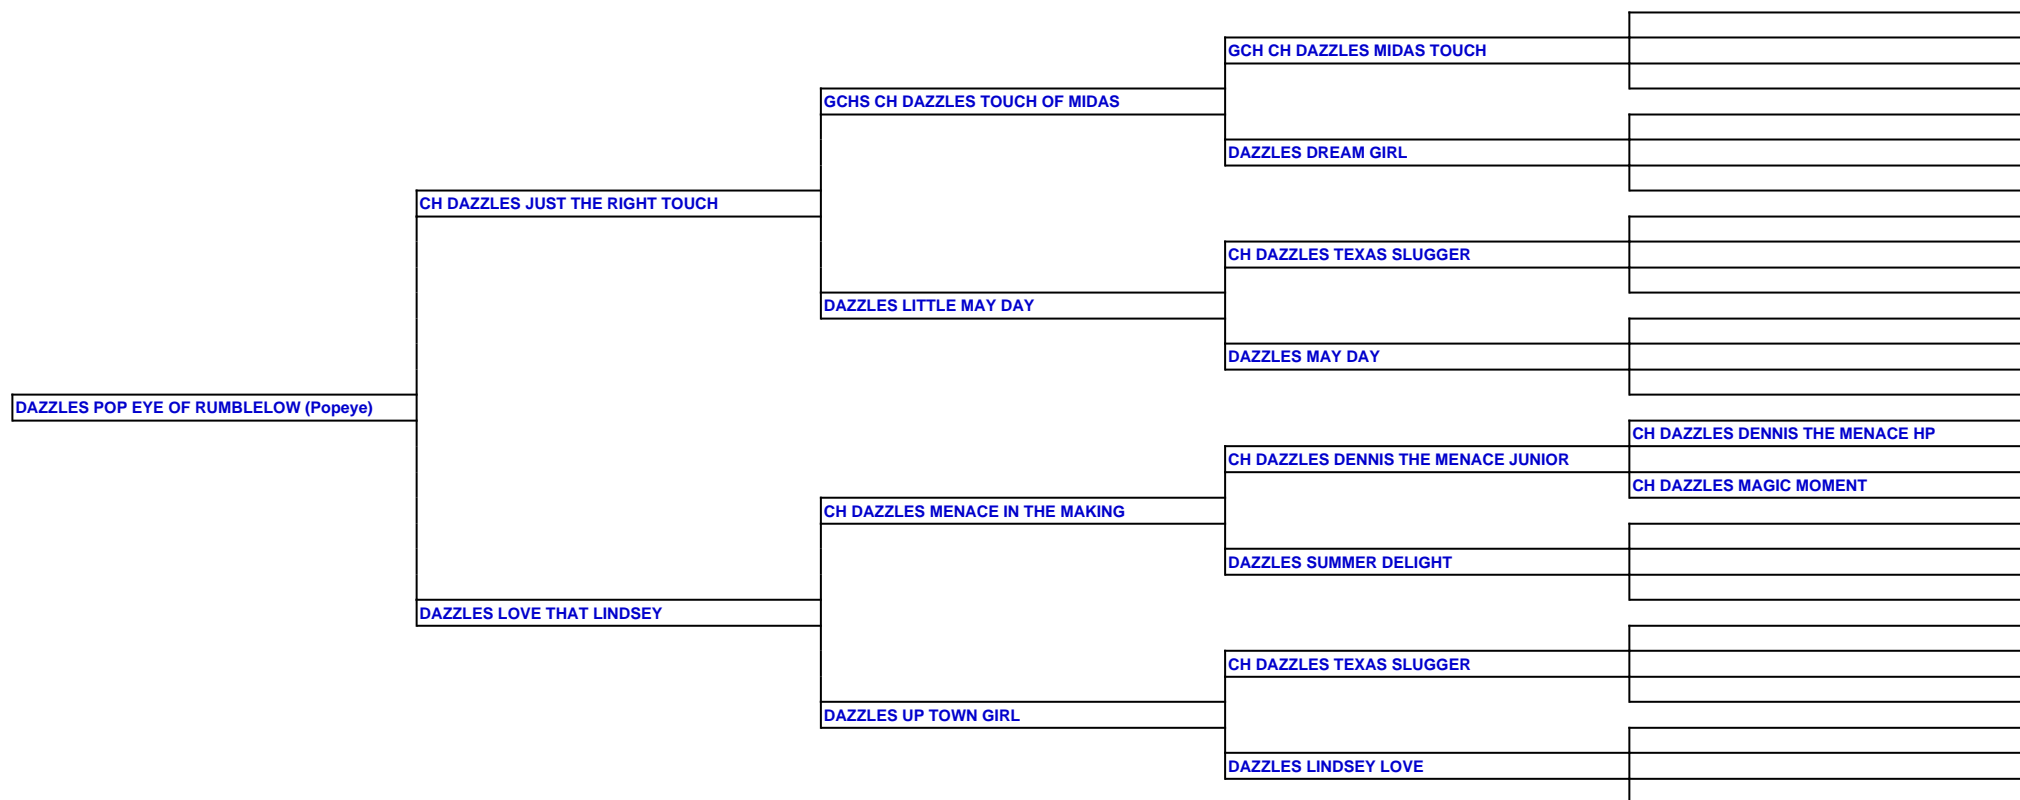 GCH CH DAZZLES MIDAS TOUCH
GCHS CH DAZZLES TOUCH OF MIDAS
DAZZLES DREAM GIRL
CH DAZZLES JUST THE RIGHT TOUCH
CH DAZZLES TEXAS SLUGGER
DAZZLES LITTLE MAY DAY
DAZZLES MAY DAY
DAZZLES POP EYE OF RUMBLELOW (Popeye)
CH DAZZLES DENNIS THE MENACE HP
CH DAZZLES DENNIS THE MENACE JUNIOR
CH DAZZLES MAGIC MOMENT
CH DAZZLES MENACE IN THE MAKING
DAZZLES SUMMER DELIGHT
DAZZLES LOVE THAT LINDSEY
CH DAZZLES TEXAS SLUGGER
DAZZLES UP TOWN GIRL
DAZZLES LINDSEY LOVE